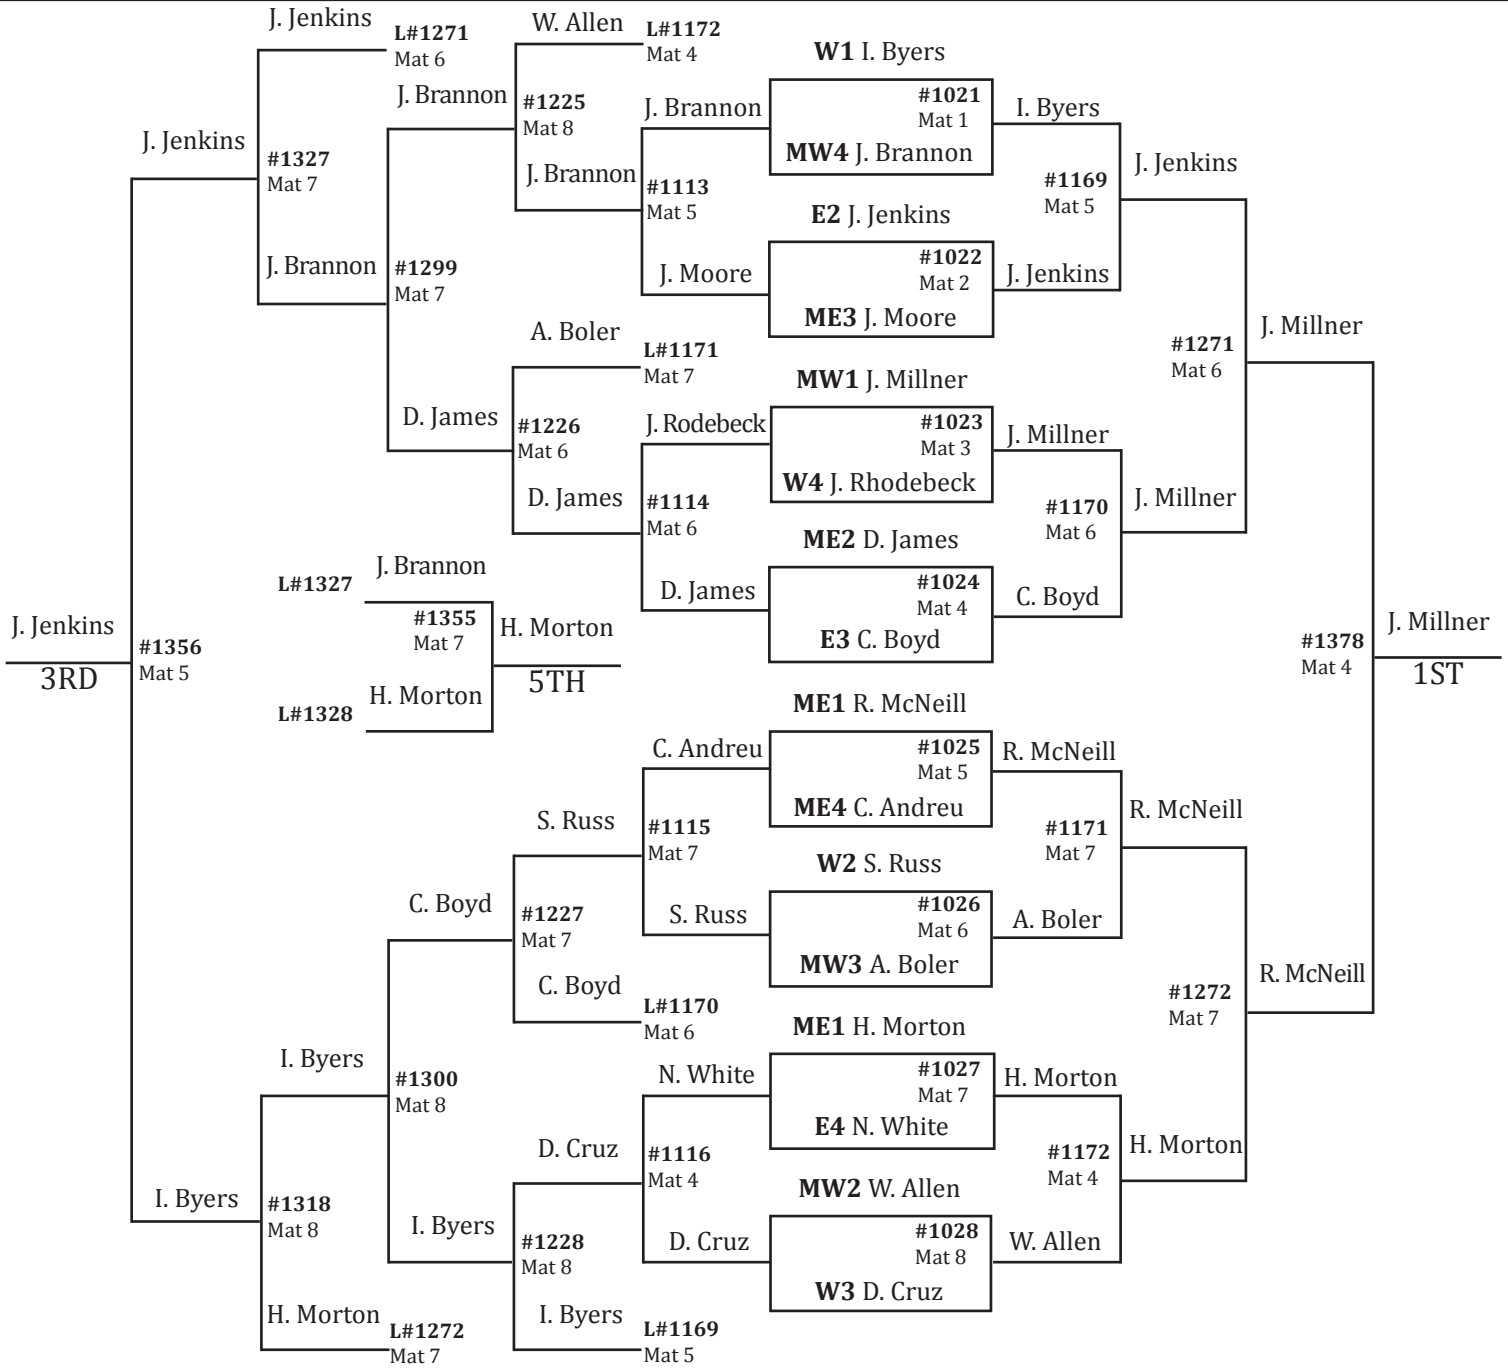 J. Jenkins
L#1271
Mat 6
W. Allen
L#1172
Mat 4
W1 I. Byers
J. Brannon
#1225
Mat 8
J. Brannon
#1021
Mat 1
I. Byers
J. Jenkins
#1327
Mat 7
J. Brannon
#1113
Mat 5
MW4 J. Brannon
#1169
Mat 5
J. Jenkins
E2 J. Jenkins
J. Brannon
#1299
Mat 7
J. Moore
#1022
Mat 2
J. Jenkins
ME3 J. Moore
A. Boler
L#1171
Mat 7
#1271
Mat 6
J. Millner
MW1 J. Millner
D. James
#1226
Mat 6
J. Rodebeck
#1023
Mat 3
J. Millner
W4 J. Rhodebeck
D. James
#1114
Mat 6
#1170
Mat 6
J. Millner
ME2 D. James
J. Brannon
L#1327
D. James
#1024
Mat 4
C. Boyd
E3 C. Boyd
J. Jenkins
3RD
#1356
Mat 5
#1355
Mat 7
H. Morton
5TH
H. Morton
L#1328
#1378
Mat 4
J. Millner
1ST
ME1 R. McNeill
C. Andreu
#1025
Mat 5
R. McNeill
ME4 C. Andreu
S. Russ
#1115
Mat 7
#1171
Mat 7
R. McNeill
W2 S. Russ
C. Boyd
#1227
Mat 7
S. Russ
#1026
Mat 6
A. Boler
MW3 A. Boler
C. Boyd
L#1170
Mat 6
#1272
Mat 7
R. McNeill
ME1 H. Morton
I. Byers
#1300
Mat 8
N. White
#1027
Mat 7
H. Morton
E4 N. White
D. Cruz
#1116
Mat 4
#1172
Mat 4
H. Morton
MW2 W. Allen
I. Byers
#1318
Mat 8
I. Byers
#1228
Mat 8
D. Cruz
#1028
Mat 8
W. Allen
W3 D. Cruz
H. Morton
L#1272
Mat 7
I. Byers
L#1169
Mat 5